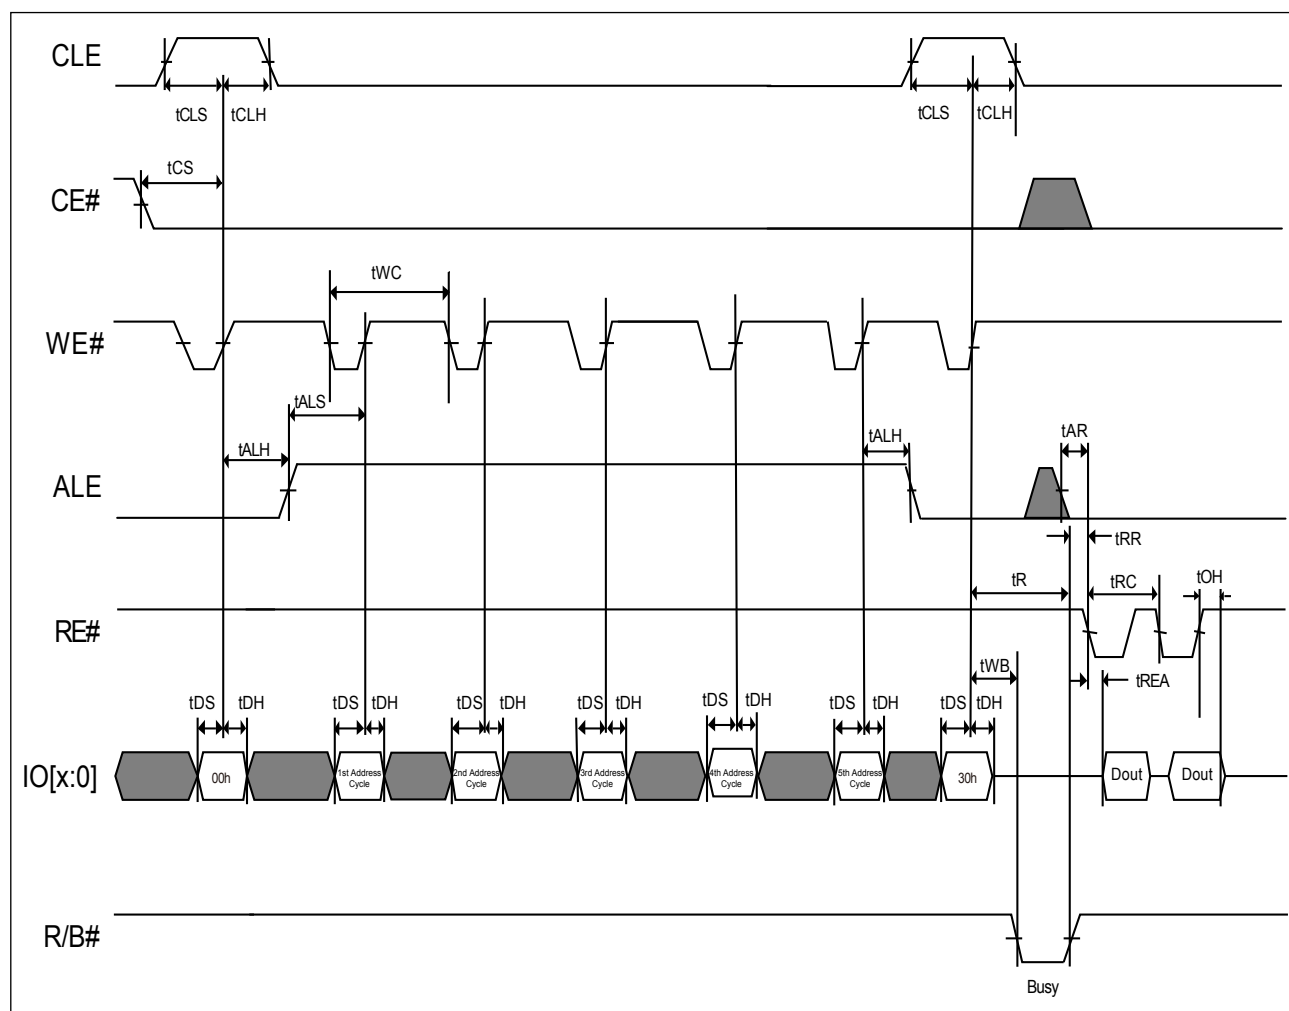 CLE
tCLS tCLH tCLS tCLH
tCS
CE#
tWC
WE#
tALS
tALH tALH tAR
ALE
tRR
tR tRC tOH
RE#
tWB tREA
tDS tDH tDS tDH tDS tDH tDS tDH tDS tDH tDS tDH tDS tDH
IO[x:0] 00h 1st Address Cycle 2nd Address Cycle 3rd Address Cycle 4th Address Cycle 5th Address Cycle 30h Dout Dout
R/B#
Busy